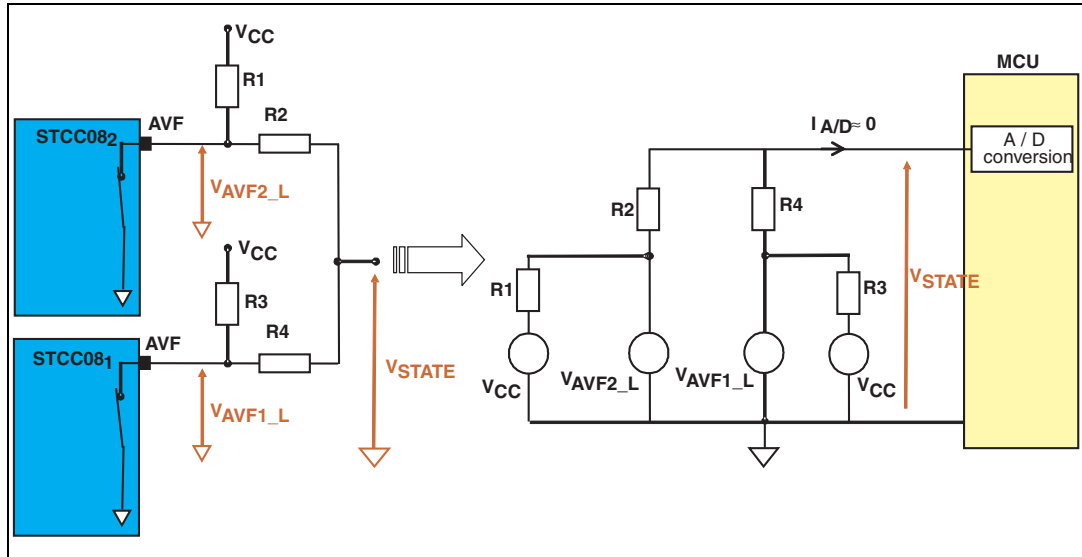 VCC
R1
R2
STCC082
AVF
VAVF2_L
VCC
R3
R4
STCC081
AVF
VAVF1_L
VSTATE
MCU
I A/D≈ 0
A / D
conversion
R2
R4
R1
R3
VSTATE
VCC
VAVF2_L
VAVF1_L
VCC